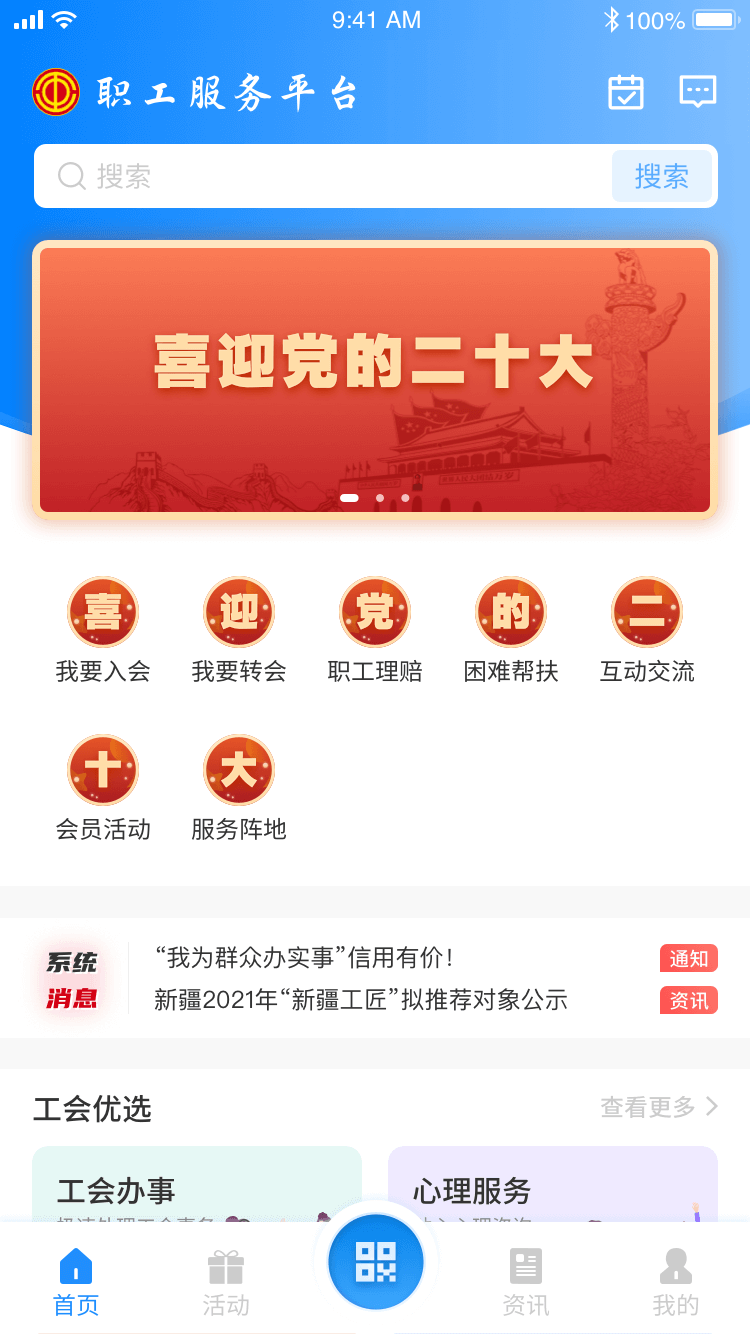 9:41 AM
100%
职工服务平台
搜索
搜索
喜迎党的二十大
喜 迎 党 的 二
我要入会 我要转会 职工理赔 困难帮扶 互动交流
十 大
会员活动 服务阵地
系统
消息
“我为群众办实事”信用有价！
通知
新疆2021年“新疆工匠”拟推荐对象公示
资讯
工会优选
查看更多
工会办事
心理服务
首页 活动 资讯 我的